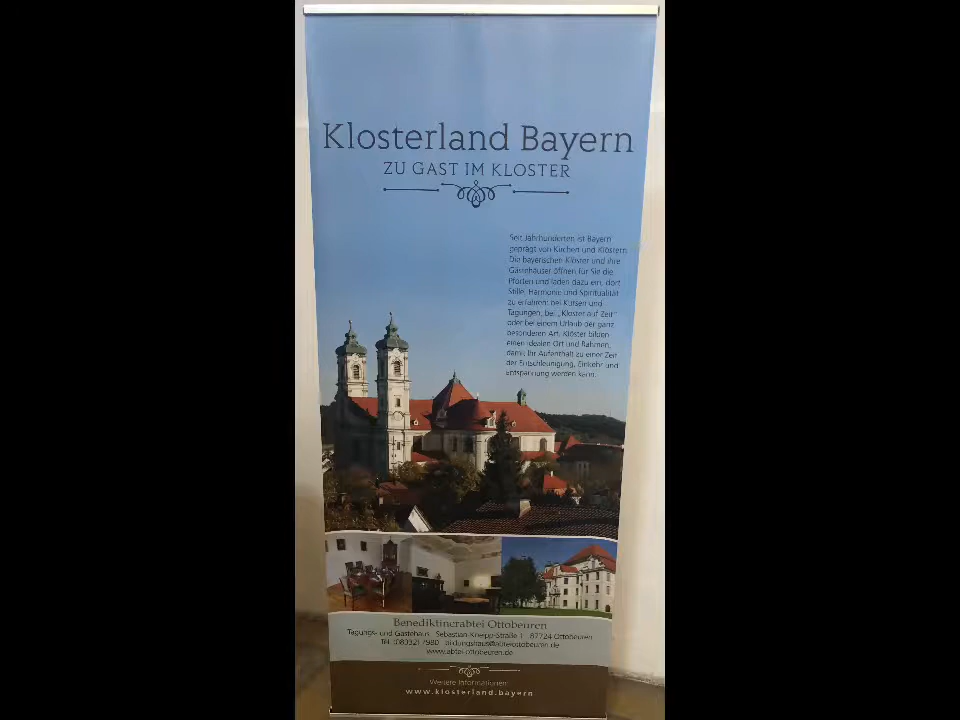 Klosterland Bayern
ZU GAST IM KLOSTER
Seit Jahrhunderten ist Bayern
geprägt von Kirchen und Klöstern.
Die bayerischen Klöster und ihre
Gästehäuser öffnen für Sie die
Pforten und laden dazu ein, dort
Stille, Harmonie und Spiritualität
zu erfahren: bei Kursen und
Tagungen, bei „Kloster auf Zeit"
oder bei einem Urlaub der ganz
besonderen Art. Klöster bilden
einen idealen Ort und Rahmen,
damit Ihr Aufenthalt zu einer Zeit
der Entschleunigung, Einkehr und
Entspannung werden kann.
Benediktinerabtei Ottobeuren
Tagungs- und Gästehaus · Sebastian-Kneipp-Straße 1 · 87724 Ottobeuren
Tel.
www.abtei-ottobeuren.de
Weitere Informationen:
www.klosterland.bayern